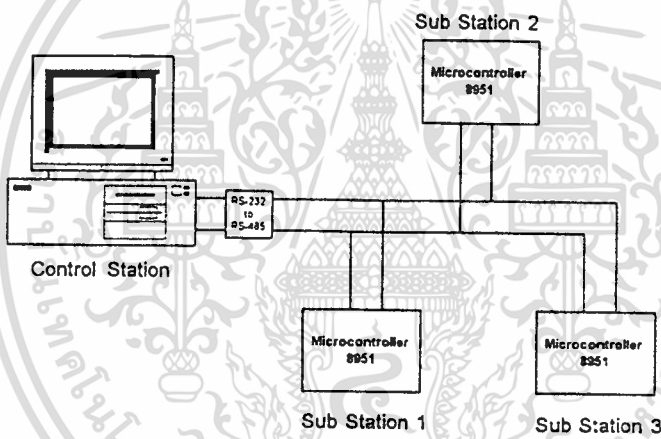 Sub Station 2
Microcontroller
8951
RS-232
to
RS-485
Control Station
Microcontroller
8951
Microcontroller
8951
Sub Station 1
Sub Station 3